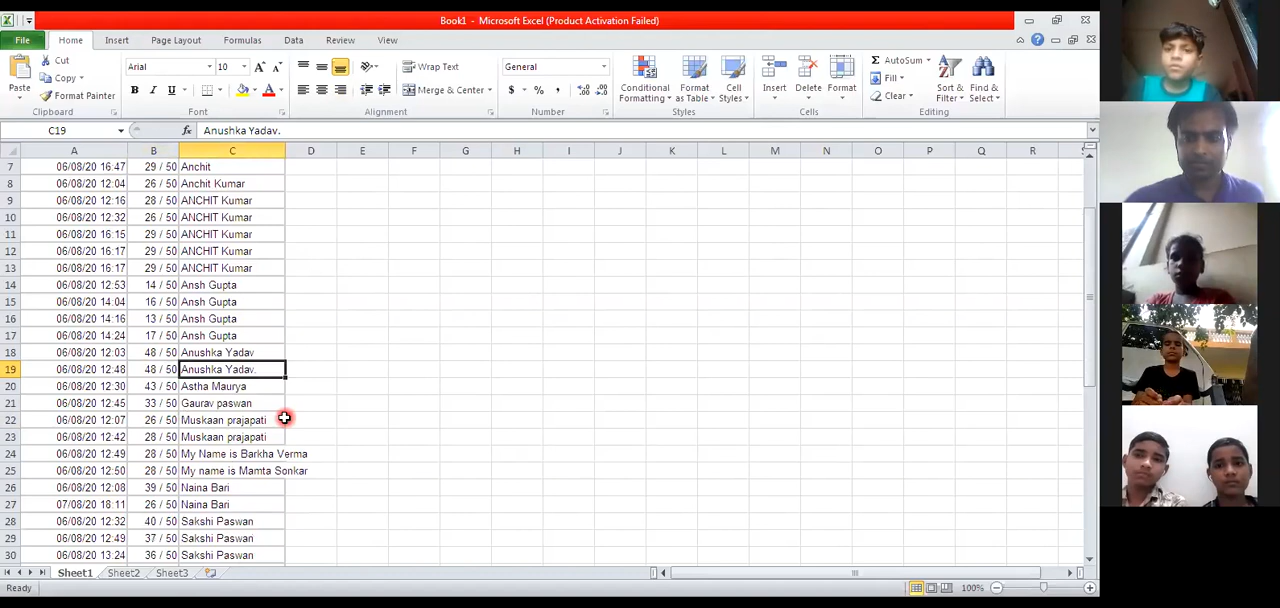 Book1 - Microsoft Excel (Product Activation Failed)
File Home Insert Page Layout Formulas Data Review View
Cut
Copy
Format Painter
Paste
Clipboard
Arial 10
B I U
Font
Wrap Text
Merge & Center
Alignment
General
$ % ,
Number
Conditional Formatting
Format as Table
Cell Styles
Styles
Insert Delete Format
Cells
AutoSum
Fill
Clear
Sort & Filter
Find & Select
Editing
C19 fx Anushka Yadav.
A B C D E F G H I J K L M N O P Q R
7 06/08/20 16:47 29 / 50 Anchit
8 06/08/20 12:04 26 / 50 Anchit Kumar
9 06/08/20 12:16 28 / 50 ANCHIT Kumar
10 06/08/20 12:32 26 / 50 ANCHIT Kumar
11 06/08/20 16:15 29 / 50 ANCHIT Kumar
12 06/08/20 16:17 29 / 50 ANCHIT Kumar
13 06/08/20 16:17 29 / 50 ANCHIT Kumar
14 06/08/20 12:53 14 / 50 Ansh Gupta
15 06/08/20 14:04 16 / 50 Ansh Gupta
16 06/08/20 14:16 13 / 50 Ansh Gupta
17 06/08/20 14:24 17 / 50 Ansh Gupta
18 06/08/20 12:03 48 / 50 Anushka Yadav
19 06/08/20 12:48 48 / 50 Anushka Yadav.
20 06/08/20 12:30 43 / 50 Astha Maurya
21 06/08/20 12:45 33 / 50 Gaurav paswan
22 06/08/20 12:07 26 / 50 Muskaan prajapati
23 06/08/20 12:42 28 / 50 Muskaan prajapati
24 06/08/20 12:49 28 / 50 My Name is Barkha Verma
25 06/08/20 12:50 28 / 50 My name is Mamta Sonkar
26 06/08/20 12:08 39 / 50 Naina Bari
27 07/08/20 18:11 26 / 50 Naina Bari
28 06/08/20 12:32 40 / 50 Sakshi Paswan
29 06/08/20 12:49 37 / 50 Sakshi Paswan
30 06/08/20 13:24 36 / 50 Sakshi Paswan
Sheet1 Sheet2 Sheet3
Ready 100%